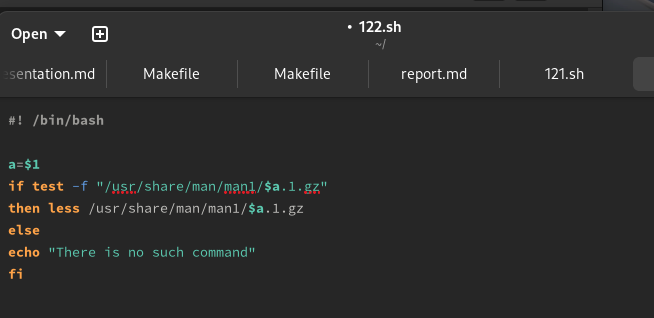 Open
• 122.sh
~/
esentation.md Makefile Makefile report.md 121.sh
#! /bin/bash
a=$1
if test -f "/usr/share/man/man1/$a.1.gz"
then less /usr/share/man/man1/$a.1.gz
else
echo "There is no such command"
fi